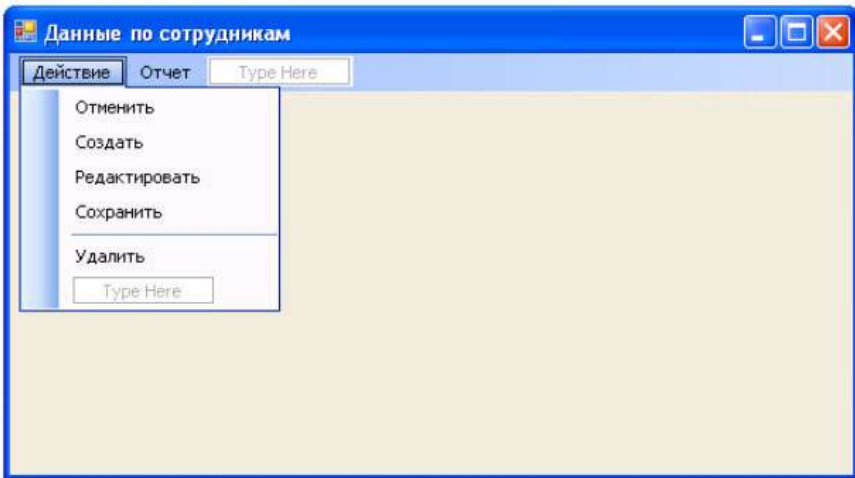 Данные по сотрудникам
Действие Отчет Type Here
Отменить
Создать
Редактировать
Сохранить
Удалить
Type Here